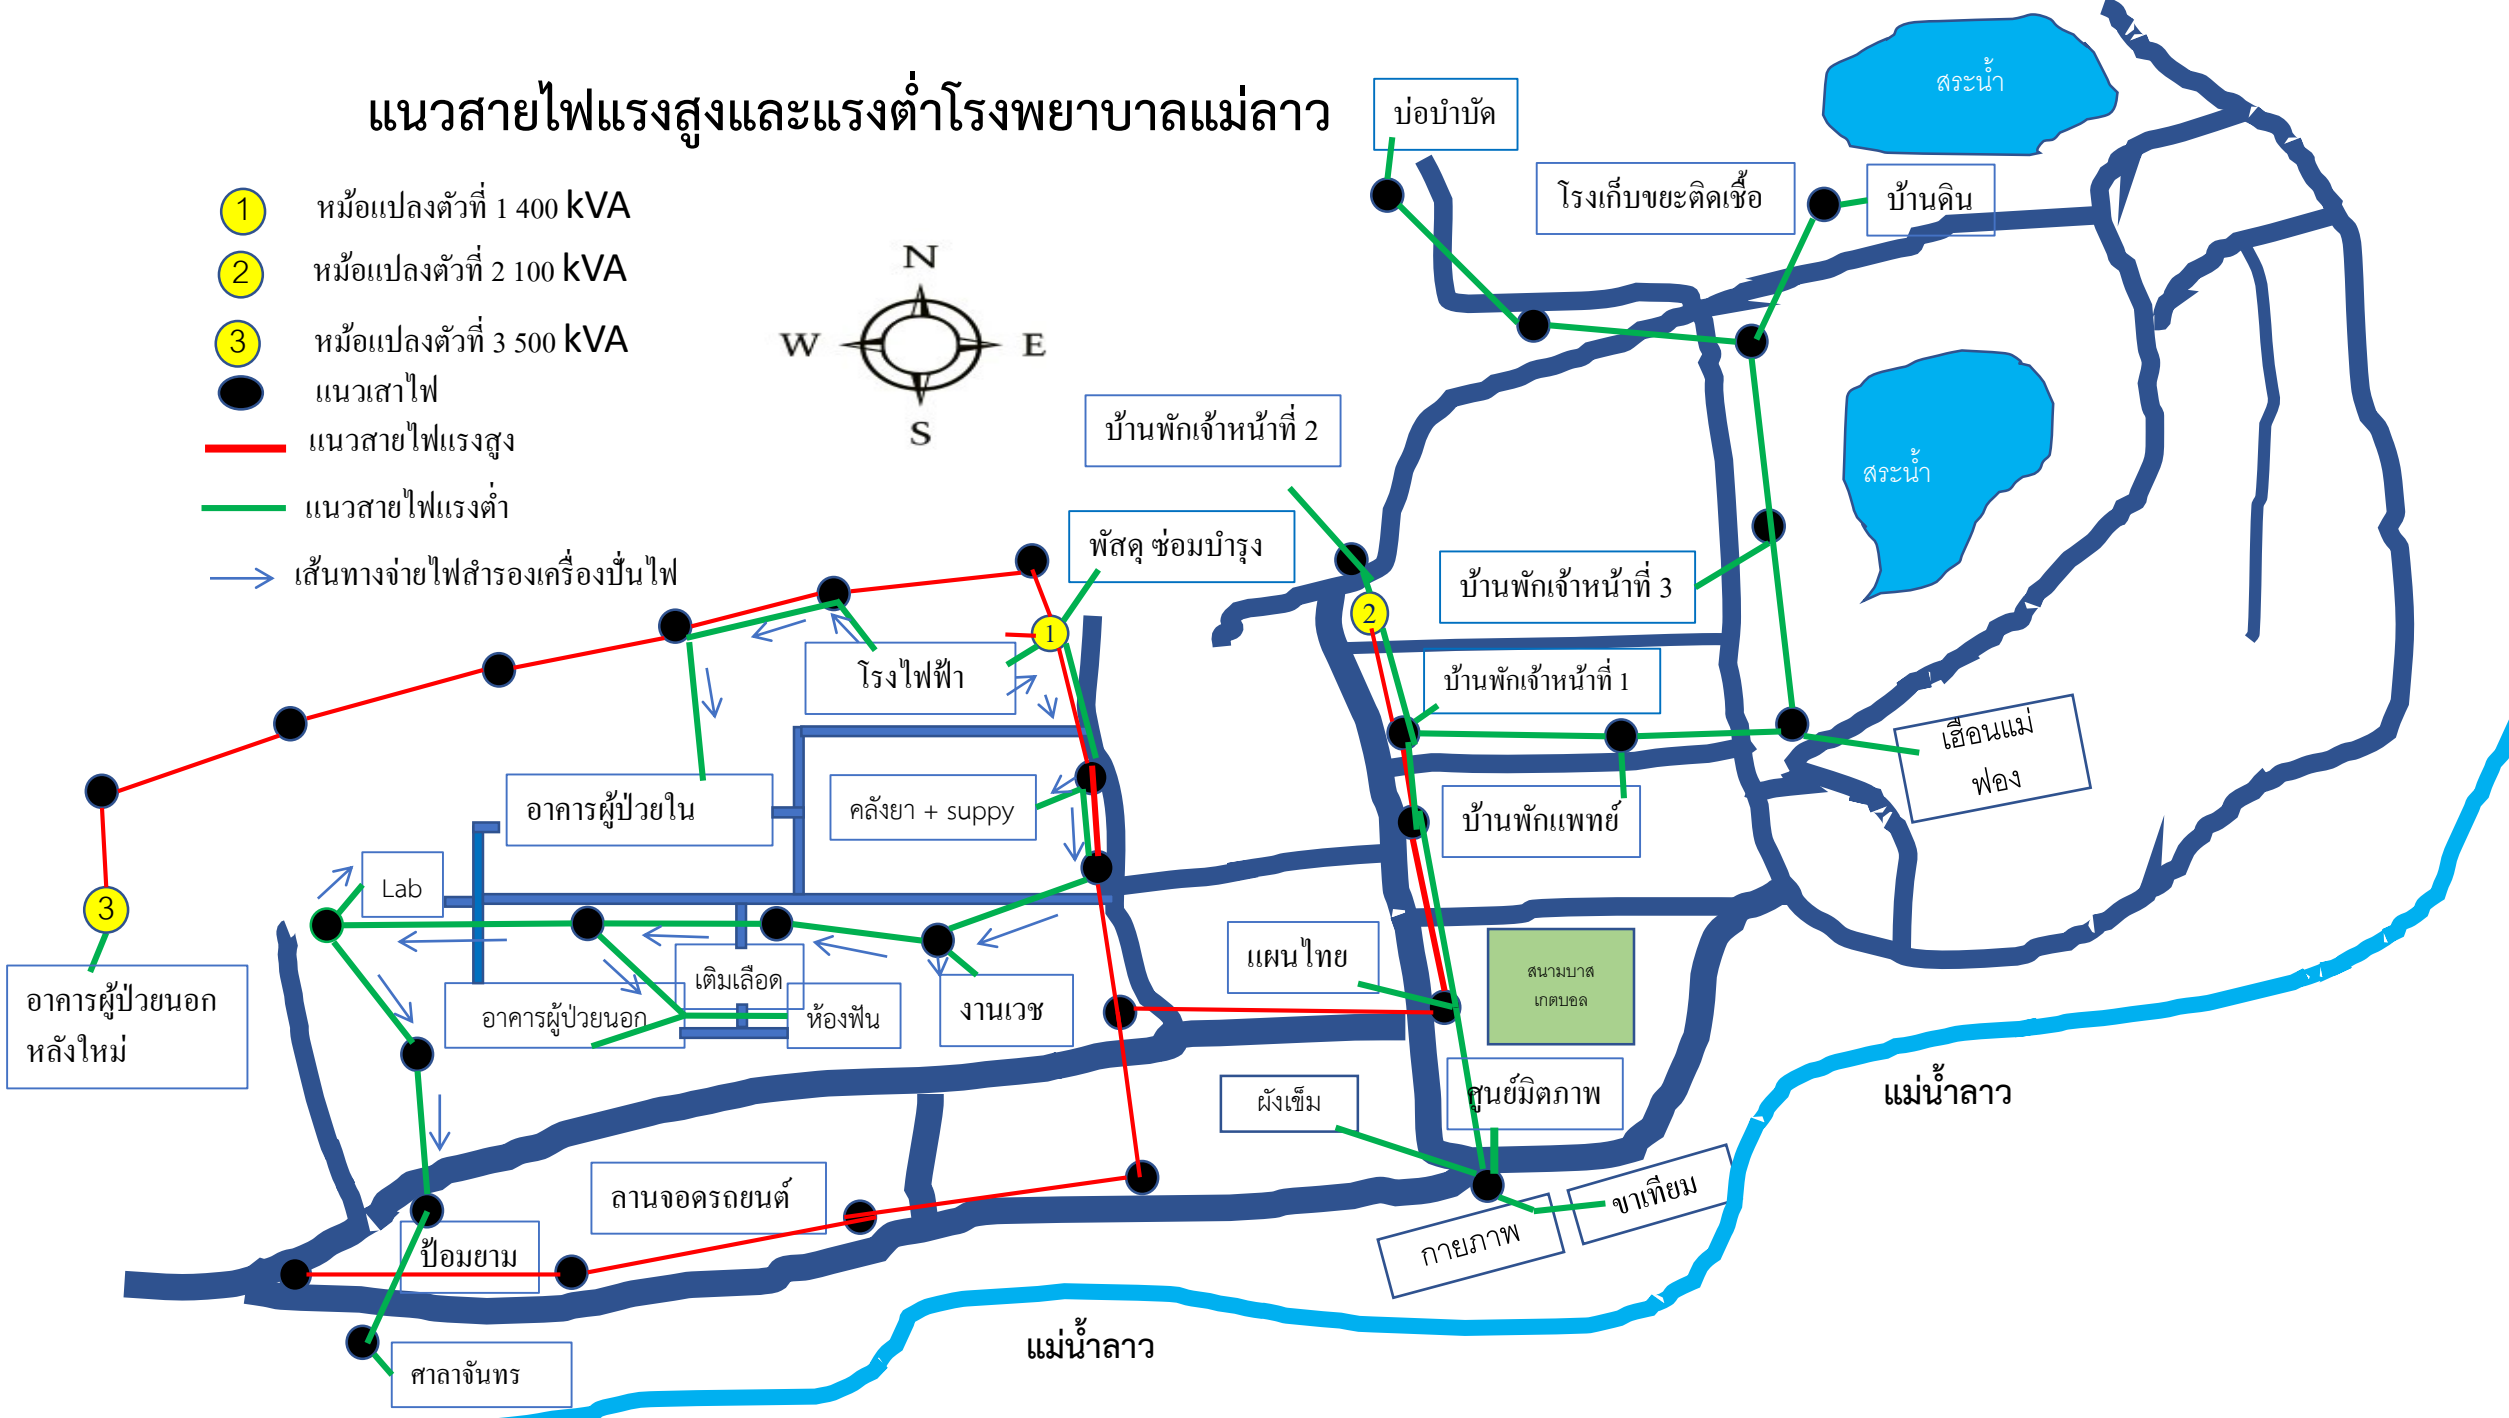 แนวสายไฟแรงสูงและแรงต่ำโรงพยาบาลแม่ลาว
1 หม้อแปลงตัวที่ 1 400 kVA
2 หม้อแปลงตัวที่ 2 100 kVA
3 หม้อแปลงตัวที่ 3 500 kVA
แนวเสาไฟ
แนวสายไฟแรงสูง
แนวสายไฟแรงต่ำ
เส้นทางจ่ายไฟสำรองเครื่องปั่นไฟ
N
W E
S
สระน้ำ
บ่อบำบัด
โรงเก็บขยะติดเชื้อ
บ้านดิน
บ้านพักเจ้าหน้าที่ 2
สระน้ำ
พัสดุ ซ่อมบำรุง
บ้านพักเจ้าหน้าที่ 3
1
2
โรงไฟฟ้า
บ้านพักเจ้าหน้าที่ 1
เฮือนแม่
ฟอง
อาคารผู้ป่วยใน
คลังยา + suppy
บ้านพักแพทย์
Lab
3
แผนไทย
สนามบาส
เกตบอล
เติมเลือด
อาคารผู้ป่วยนอก
หลังใหม่
อาคารผู้ป่วยนอก
ห้องฟัน
งานเวช
ผังเข็ม
ศูนย์มิตภาพ
แม่น้ำลาว
ลานจอดรถยนต์
ขาเทียม
กายภาพ
ป้อมยาม
แม่น้ำลาว
ศาลาจันทร